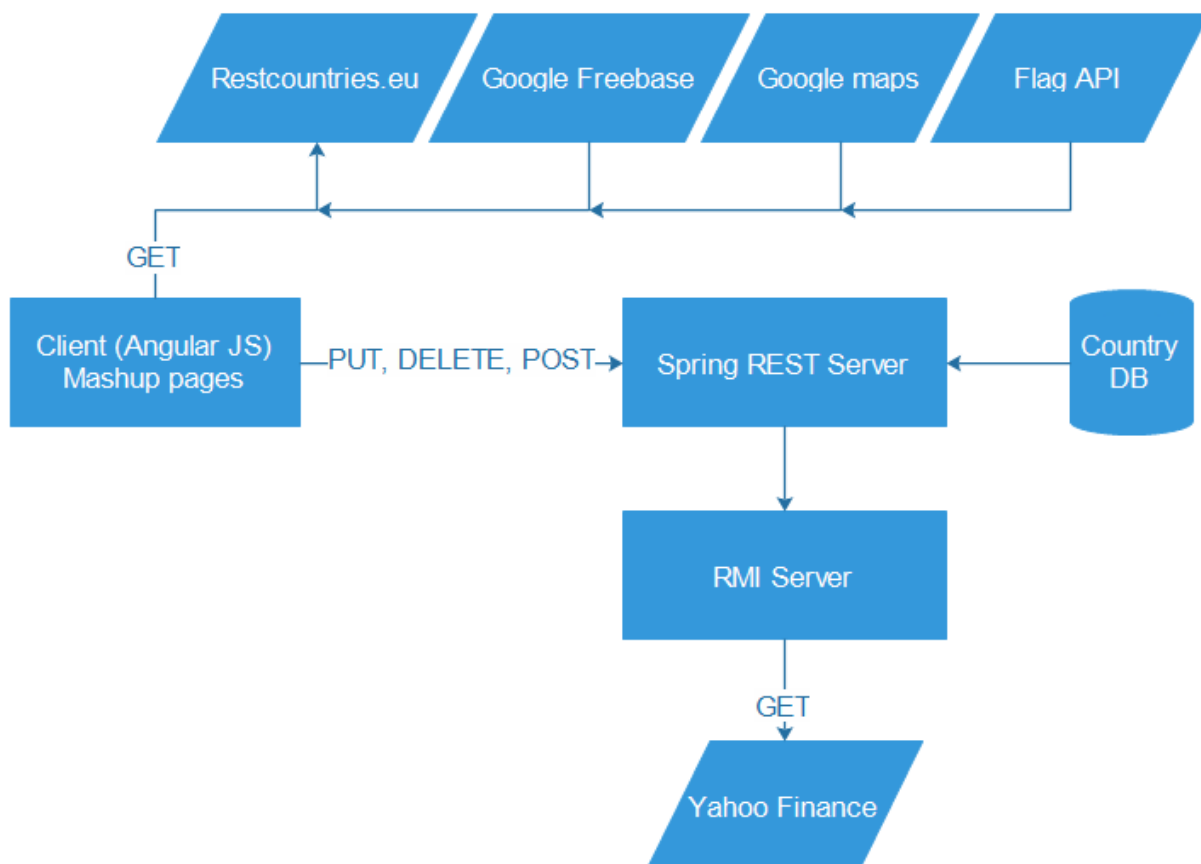 Restcountries.eu
Google Freebase
Google maps
Flag API
GET
Client (Angular JS)
Mashup pages
PUT, DELETE, POST
Spring REST Server
Country
DB
RMI Server
GET
Yahoo Finance